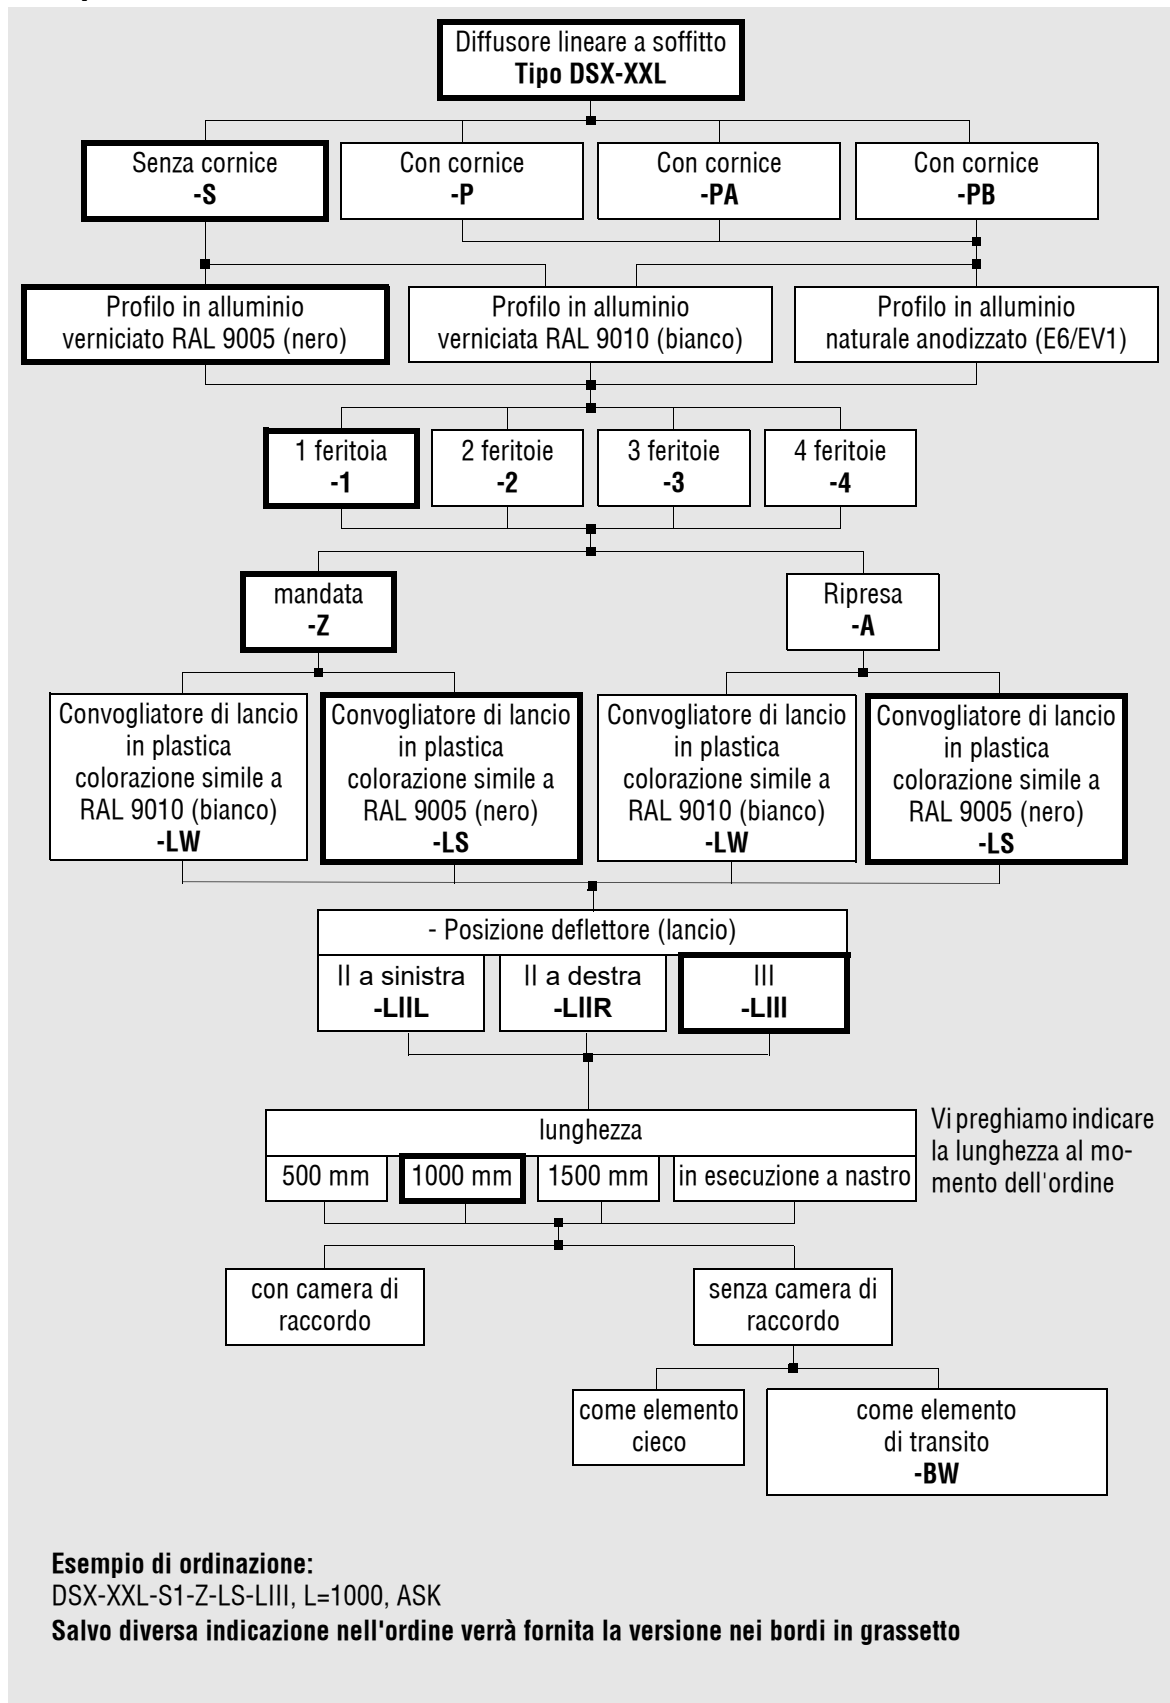 Diffusore lineare a soffitto
Tipo DSX-XXL
Senza cornice
-S
Con cornice
-P
Con cornice
-PA
Con cornice
-PB
Profilo in alluminio
verniciato RAL 9005 (nero)
Profilo in alluminio
verniciata RAL 9010 (bianco)
Profilo in alluminio
naturale anodizzato (E6/EV1)
1 feritoia
-1
2 feritoie
-2
3 feritoie
-3
4 feritoie
-4
mandata
-Z
Ripresa
-A
Convogliatore di lancio
in plastica
colorazione simile a
RAL 9010 (bianco)
-LW
Convogliatore di lancio
in plastica
colorazione simile a
RAL 9005 (nero)
-LS
Convogliatore di lancio
in plastica
colorazione simile a
RAL 9010 (bianco)
-LW
Convogliatore di lancio
in plastica
colorazione simile a
RAL 9005 (nero)
-LS
- Posizione deflettore (lancio)
II a sinistra
-LIIL
II a destra
-LIIR
III
-LIII
lunghezza
500 mm
1000 mm
1500 mm
in esecuzione a nastro
Vi preghiamo indicare
la lunghezza al mo-
mento dell'ordine
con camera di
raccordo
senza camera di
raccordo
come elemento
cieco
come elemento
di transito
-BW
Esempio di ordinazione:
DSX-XXL-S1-Z-LS-LIII, L=1000, ASK
Salvo diversa indicazione nell'ordine verrà fornita la versione nei bordi in grassetto